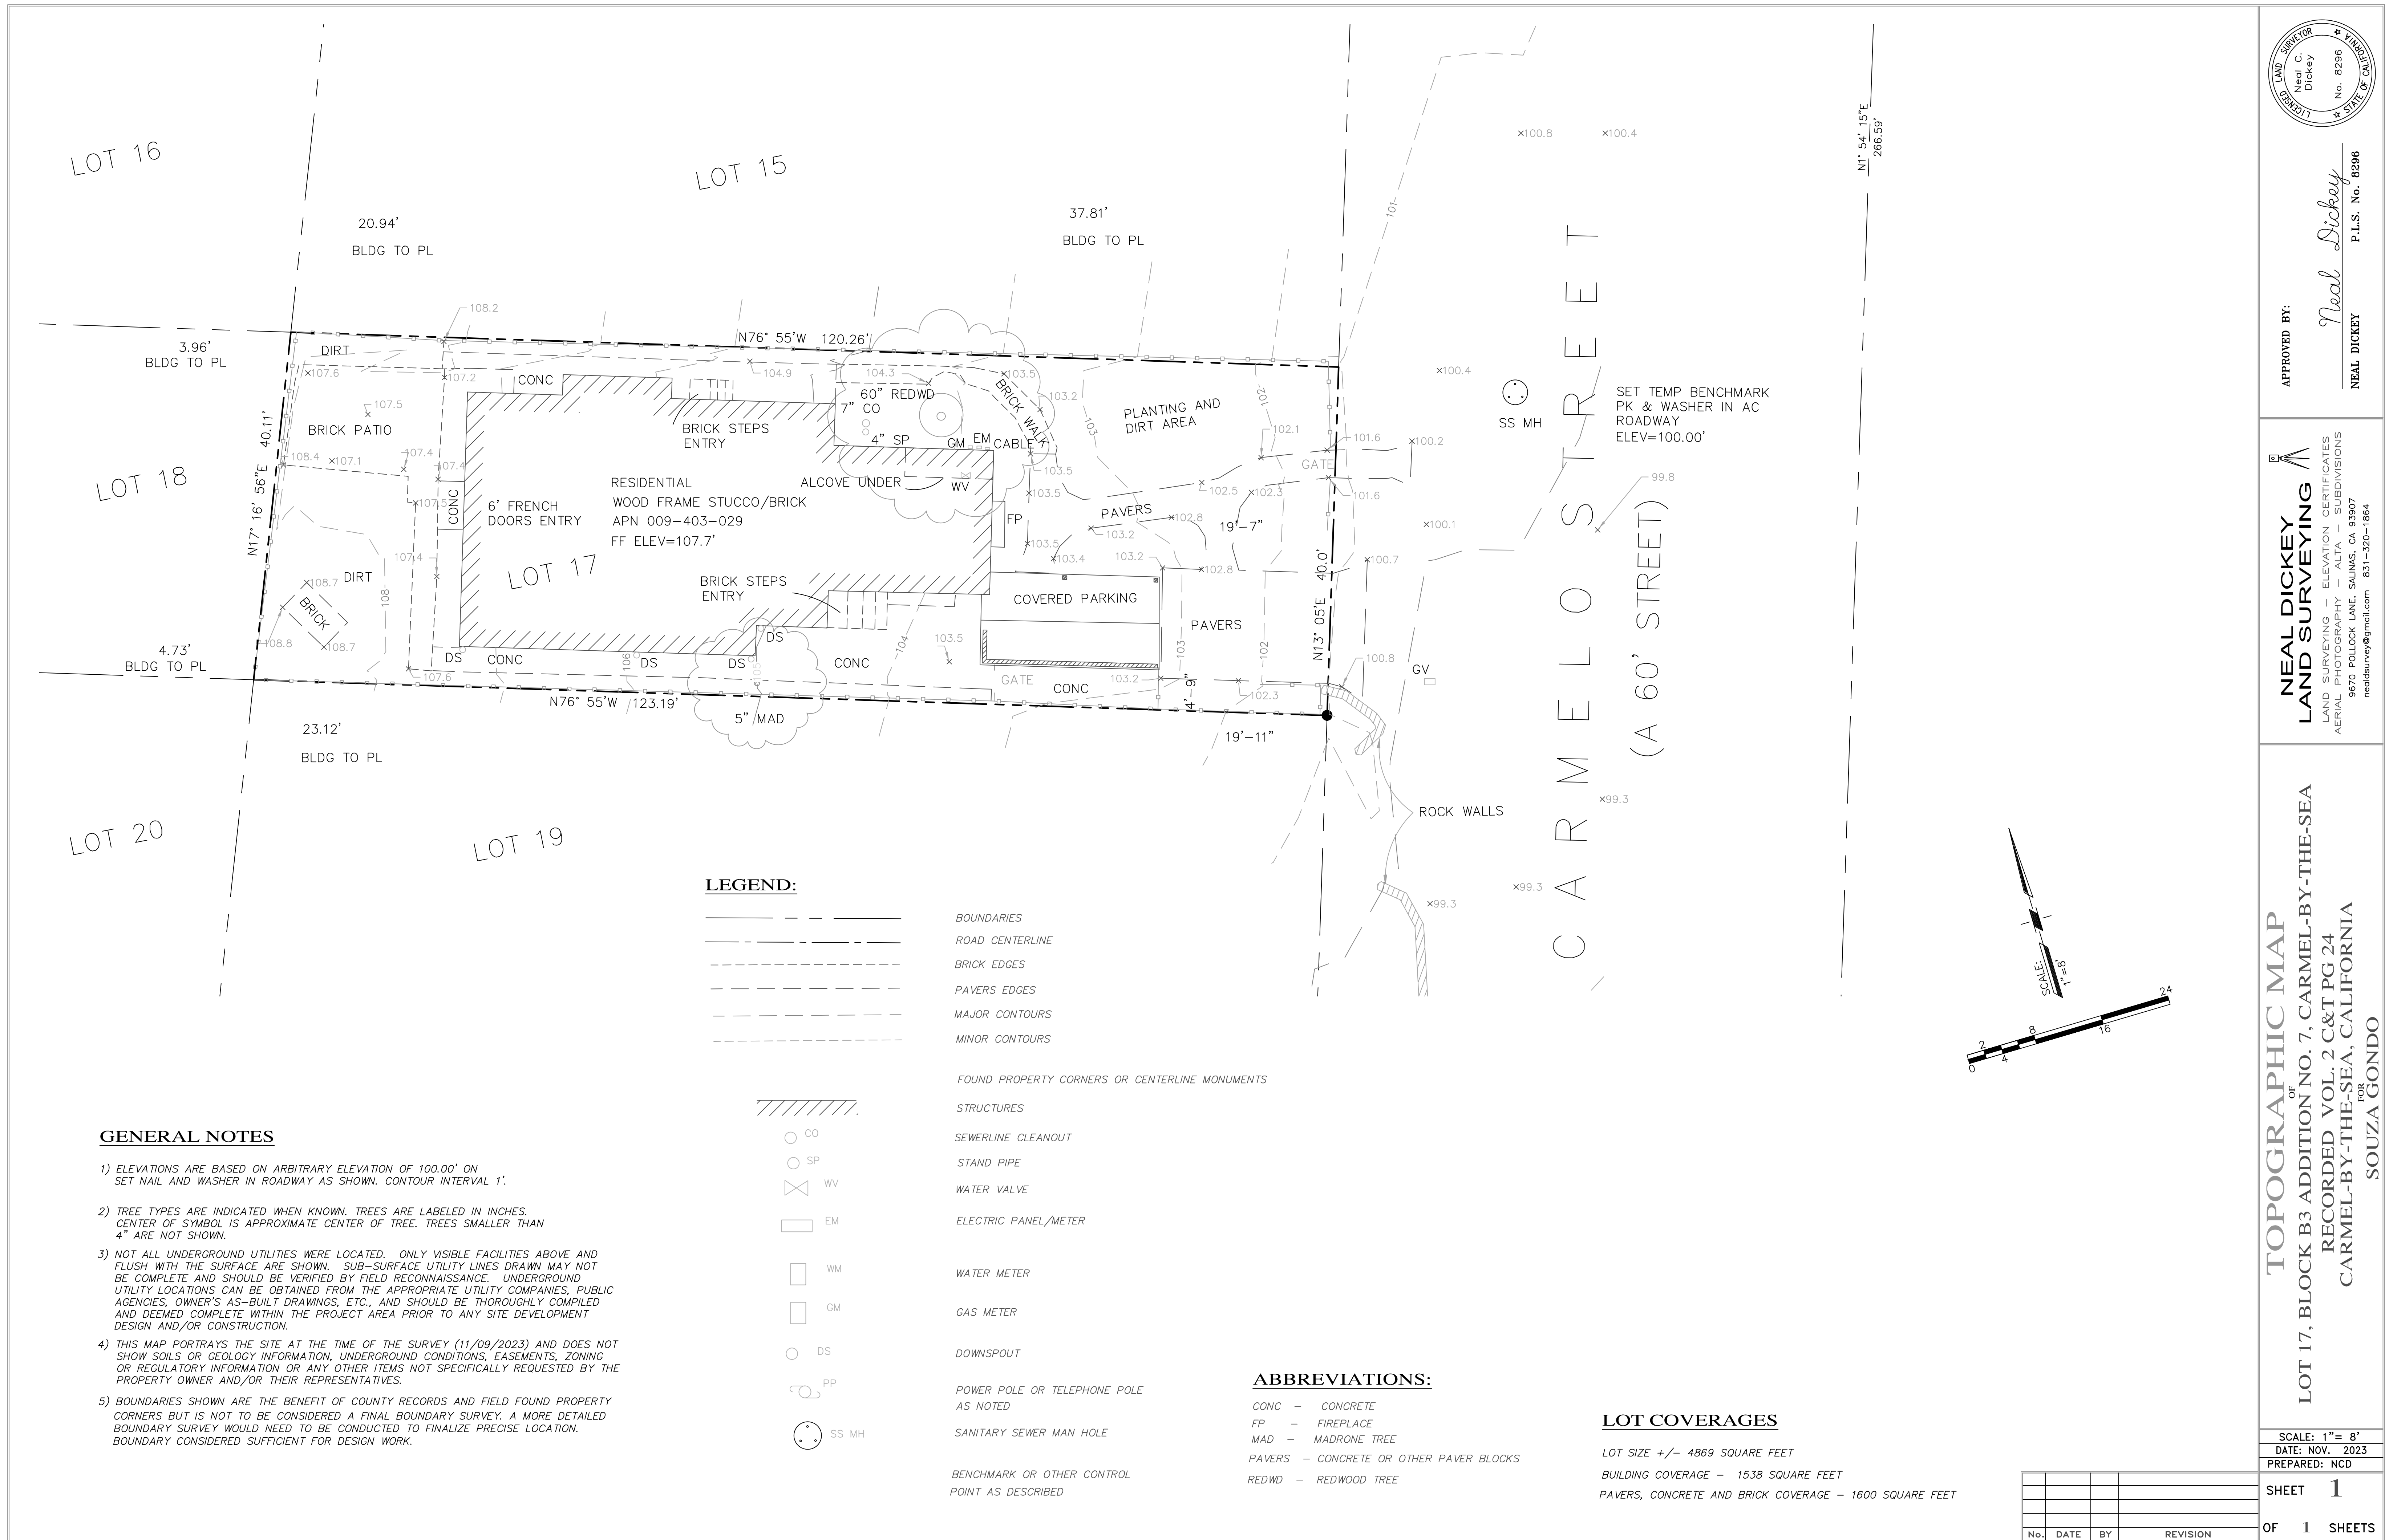 LOT 16
LOT 15
LOT 18
LOT 17
LOT 20
LOT 19
20.94'
BLDG TO PL
37.81'
BLDG TO PL
3.96'
BLDG TO PL
4.73'
BLDG TO PL
23.12'
BLDG TO PL
N76° 55'W 120.26'
N17° 16' 56"E 40.11'
N76° 55'W 123.19'
N13° 05'E 40.0'
N1° 54' 15"E
266.59'
108.2
DIRT
107.6
107.2
CONC
107.5
BRICK PATIO
108.4
107.1
107.4
107.4
107.5
CONC
6' FRENCH
DOORS ENTRY
107.4
DIRT
108.7
108
BRICK
108.8
108.7
107.6
DS
CONC
106
DS
DS
DS
105
5" MAD
CONC
104
103.5
GATE
CONC
103.2
102.3
4'-9"
19'-11"
104.9
104.3
60" REDWD
7" CO
4" SP
GM
EM
CABLE
BRICK WALK
BRICK STEPS
ENTRY
ALCOVE UNDER
WV
RESIDENTIAL
WOOD FRAME STUCCO/BRICK
APN 009-403-029
FF ELEV=107.7'
BRICK STEPS
ENTRY
FP
103.5
103.2
103
103.5
103.5
103.5
103.4
103.2
PAVERS
102.8
103.2
102.8
PLANTING AND
DIRT AREA
102
102.1
102.5
102.3
19'-7"
GATE
101.6
101.6
COVERED PARKING
PAVERS
103
102
100.8
100.7
100.1
100.2
100.4
101
100.8
100.4
GV
SS MH
SET TEMP BENCHMARK
PK & WASHER IN AC
ROADWAY
ELEV=100.00'
99.8
99.3
99.3
99.3
ROCK WALLS
CARMELO STREET
(A 60' STREET)
SCALE:
1"=8'
0
2
4
8
16
24
LEGEND:
BOUNDARIES
ROAD CENTERLINE
BRICK EDGES
PAVERS EDGES
MAJOR CONTOURS
MINOR CONTOURS
FOUND PROPERTY CORNERS OR CENTERLINE MONUMENTS
STRUCTURES
CO SEWERLINE CLEANOUT
SP STAND PIPE
WV WATER VALVE
EM ELECTRIC PANEL/METER
WM WATER METER
GM GAS METER
DS DOWNSPOUT
PP POWER POLE OR TELEPHONE POLE
AS NOTED
SS MH SANITARY SEWER MAN HOLE
BENCHMARK OR OTHER CONTROL
POINT AS DESCRIBED
GENERAL NOTES
1) ELEVATIONS ARE BASED ON ARBITRARY ELEVATION OF 100.00' ON
SET NAIL AND WASHER IN ROADWAY AS SHOWN. CONTOUR INTERVAL 1'.
2) TREE TYPES ARE INDICATED WHEN KNOWN. TREES ARE LABELED IN INCHES.
CENTER OF SYMBOL IS APPROXIMATE CENTER OF TREE. TREES SMALLER THAN
4" ARE NOT SHOWN.
3) NOT ALL UNDERGROUND UTILITIES WERE LOCATED. ONLY VISIBLE FACILITIES ABOVE AND
FLUSH WITH THE SURFACE ARE SHOWN. SUB-SURFACE UTILITY LINES DRAWN MAY NOT
BE COMPLETE AND SHOULD BE VERIFIED BY FIELD RECONNAISSANCE. UNDERGROUND
UTILITY LOCATIONS CAN BE OBTAINED FROM THE APPROPRIATE UTILITY COMPANIES, PUBLIC
AGENCIES, OWNER'S AS-BUILT DRAWINGS, ETC., AND SHOULD BE THOROUGHLY COMPILED
AND DEEMED COMPLETE WITHIN THE PROJECT AREA PRIOR TO ANY SITE DEVELOPMENT
DESIGN AND/OR CONSTRUCTION.
4) THIS MAP PORTRAYS THE SITE AT THE TIME OF THE SURVEY (11/09/2023) AND DOES NOT
SHOW SOILS OR GEOLOGY INFORMATION, UNDERGROUND CONDITIONS, EASEMENTS, ZONING
OR REGULATORY INFORMATION OR ANY OTHER ITEMS NOT SPECIFICALLY REQUESTED BY THE
PROPERTY OWNER AND/OR THEIR REPRESENTATIVES.
5) BOUNDARIES SHOWN ARE THE BENEFIT OF COUNTY RECORDS AND FIELD FOUND PROPERTY
CORNERS BUT IS NOT TO BE CONSIDERED A FINAL BOUNDARY SURVEY. A MORE DETAILED
BOUNDARY SURVEY WOULD NEED TO BE CONDUCTED TO FINALIZE PRECISE LOCATION.
BOUNDARY CONSIDERED SUFFICIENT FOR DESIGN WORK.
ABBREVIATIONS:
CONC - CONCRETE
FP - FIREPLACE
MAD - MADRONE TREE
PAVERS - CONCRETE OR OTHER PAVER BLOCKS
REDWD - REDWOOD TREE
LOT COVERAGES
LOT SIZE +/- 4869 SQUARE FEET
BUILDING COVERAGE - 1538 SQUARE FEET
PAVERS, CONCRETE AND BRICK COVERAGE - 1600 SQUARE FEET
LICENSED LAND SURVEYOR
Neal C.
Dickey
No. 8296
STATE OF CALIFORNIA
APPROVED BY:
Neal Dickey
NEAL DICKEY P.L.S. No. 8296
NEAL DICKEY
LAND SURVEYING
LAND SURVEYING - ELEVATION CERTIFICATES
AERIAL PHOTOGRAPHY - ALTA - SUBDIVISIONS
9670 POLLOCK LANE, SALINAS, CA 93907
nealdsurvey@gmail.com 831-320-1864
TOPOGRAPHIC MAP
OF
LOT 17, BLOCK B3 ADDITION NO. 7, CARMEL-BY-THE-SEA
RECORDED VOL. 2 C&T PG 24
CARMEL-BY-THE-SEA, CALIFORNIA
FOR
SOUZA GONDO
SCALE: 1"= 8'
DATE: NOV. 2023
PREPARED: NCD
SHEET 1
OF 1 SHEETS
No. DATE BY REVISION